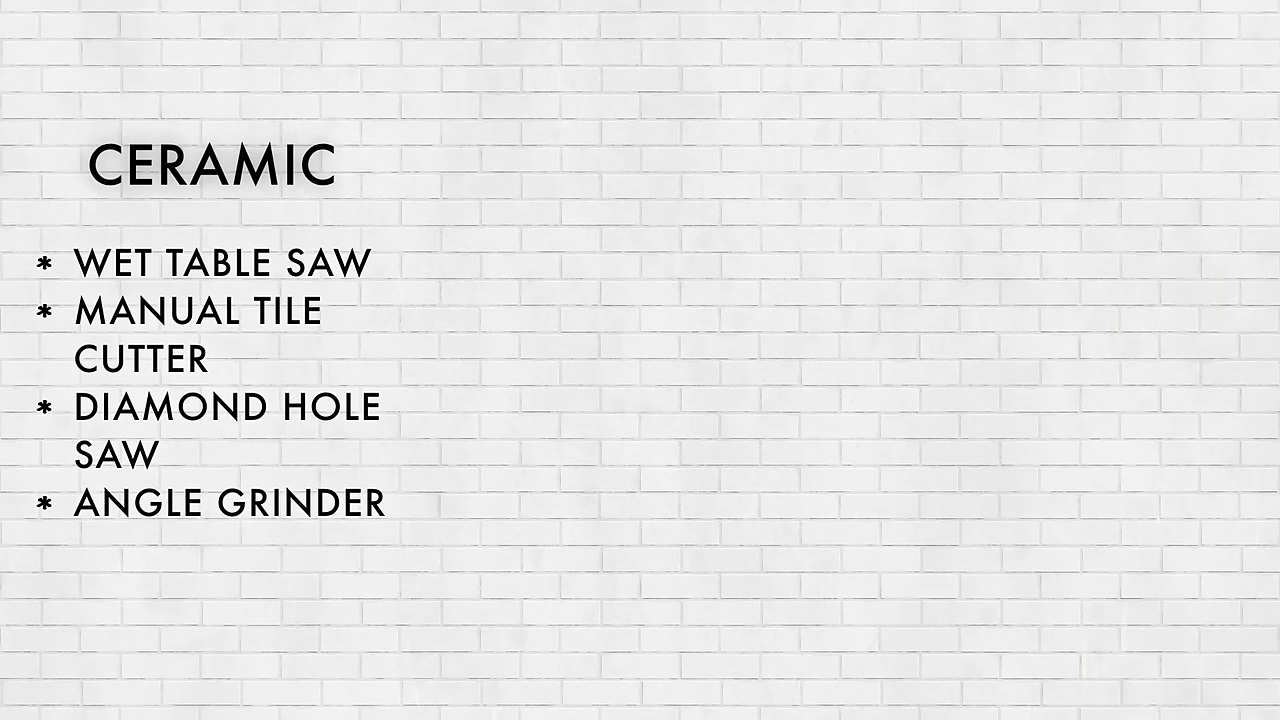 CERAMIC
* WET TABLE SAW
* MANUAL TILE
CUTTER
* DIAMOND HOLE
SAW
* ANGLE GRINDER